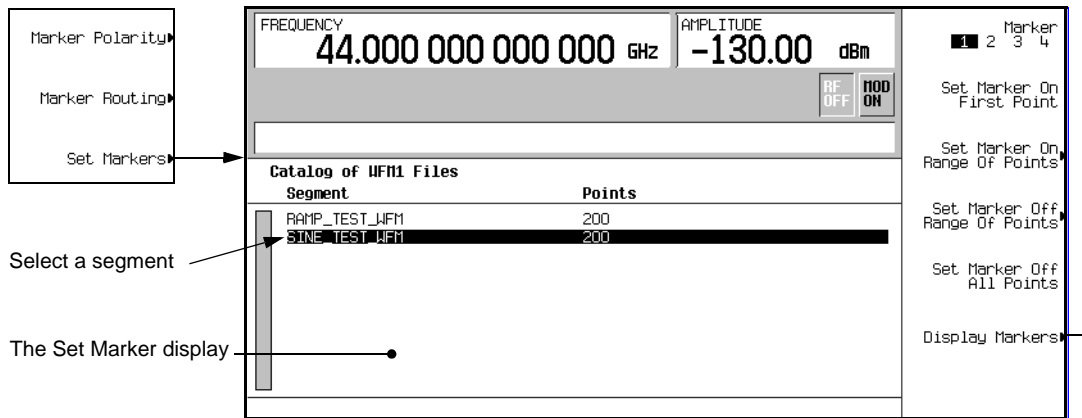 Marker Polarity
Marker Routing
Set Markers
Select a segment
The Set Marker display
FREQUENCY
44.000 000 000 000 GHz
AMPLITUDE
-130.00 dBm
RF OFF
MOD ON
Catalog of WFM1 Files
Segment Points
RAMP_TEST_WFM 200
SINE_TEST_WFM 200
Marker
1 2 3 4
Set Marker On
First Point
Set Marker On
Range Of Points
Set Marker Off
Range Of Points
Set Marker Off
All Points
Display Markers